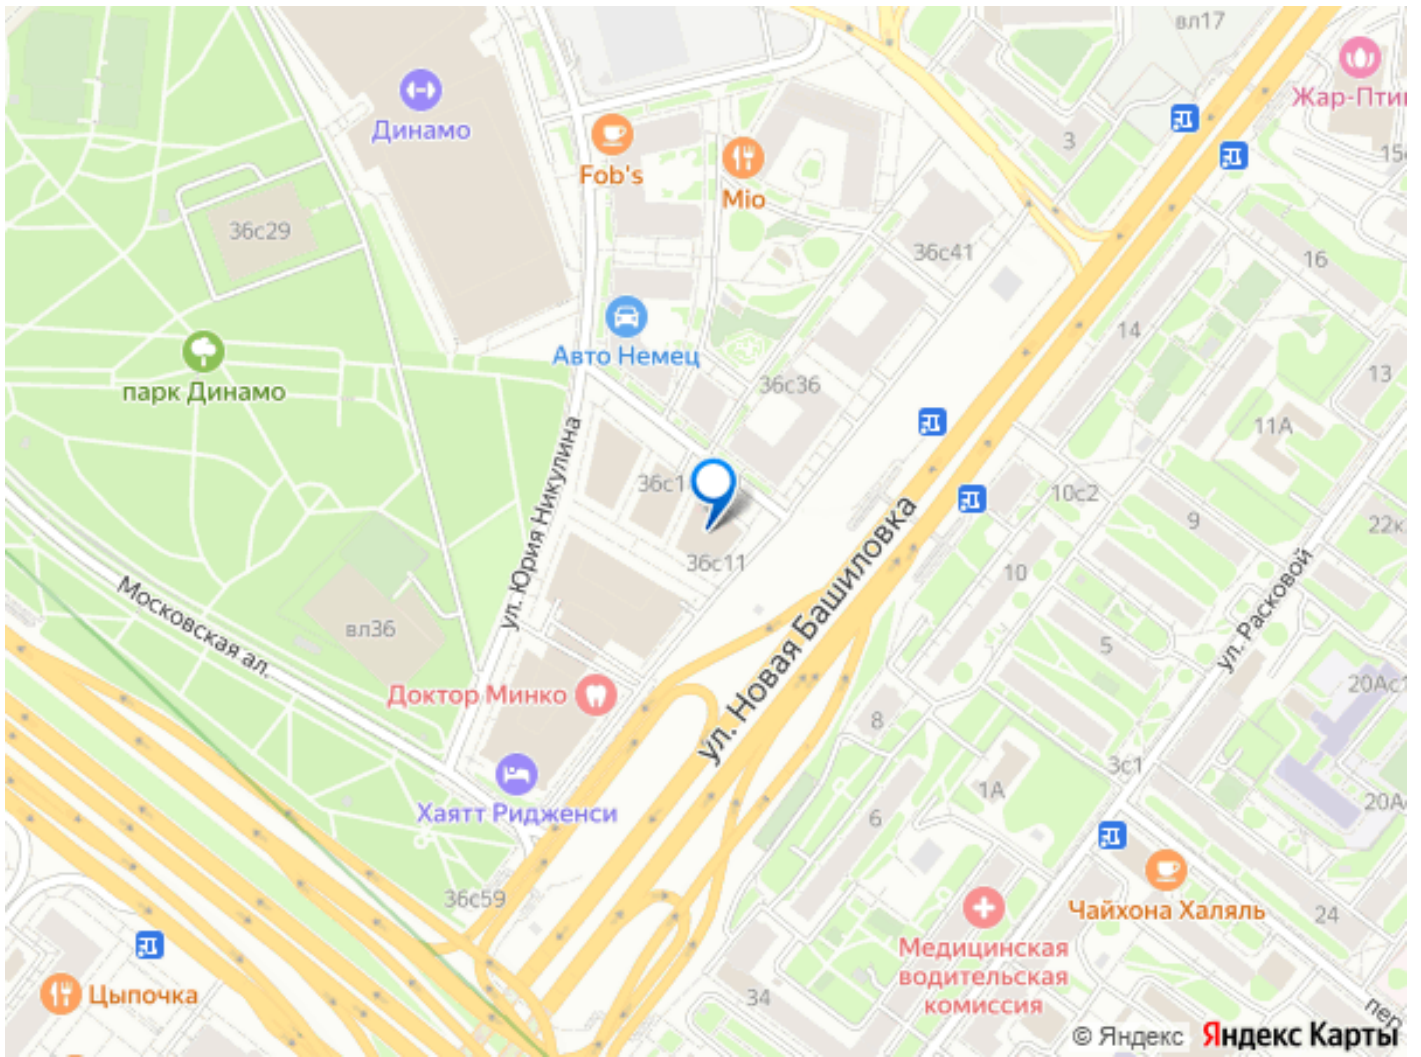 вл17
Жар-Птиц
Динамо
3
15с
Fob's
Mio
36с29
36с41
16
14
Авто Немец
парк Динамо
36с36
13
11А
ул. Юрия Никулина
36с1
10с2
9
22к
ул. Новая Башиловка
36с11
10
ул. Расковой
Московская ал.
вл36
5
Доктор Минко
20Ас1
8
3с1
1А
20А
Хаятт Ридженси
6
36с59
Чайхона Халяль
24
Медицинская
водительская
комиссия
Цыпочка
34
пер.
© Яндекс Яндекс Карты